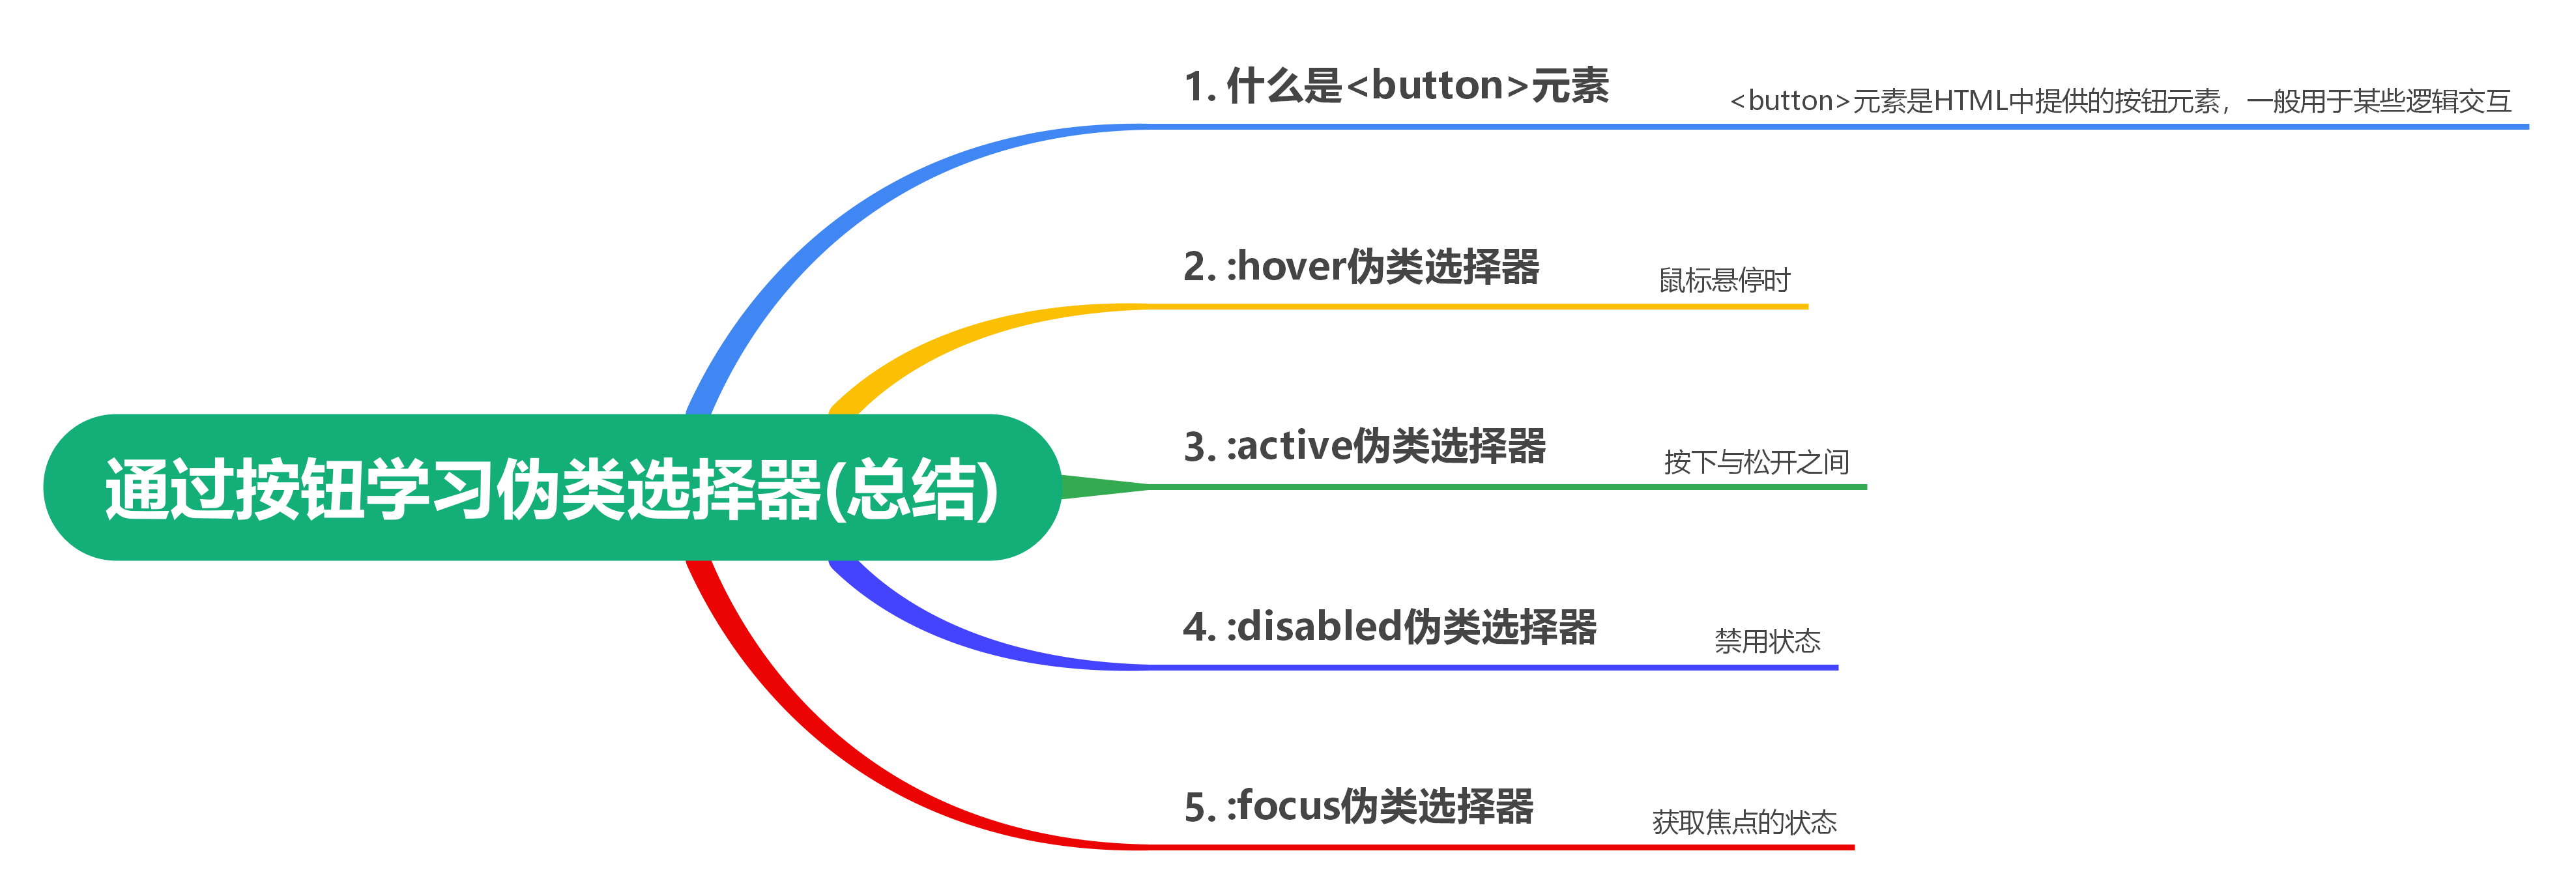 通过按钮学习伪类选择器(总结)
1. 什么是<button>元素
<button>元素是HTML中提供的按钮元素，一般用于某些逻辑交互
2. :hover伪类选择器
鼠标悬停时
3. :active伪类选择器
按下与松开之间
4. :disabled伪类选择器
禁用状态
5. :focus伪类选择器
获取焦点的状态